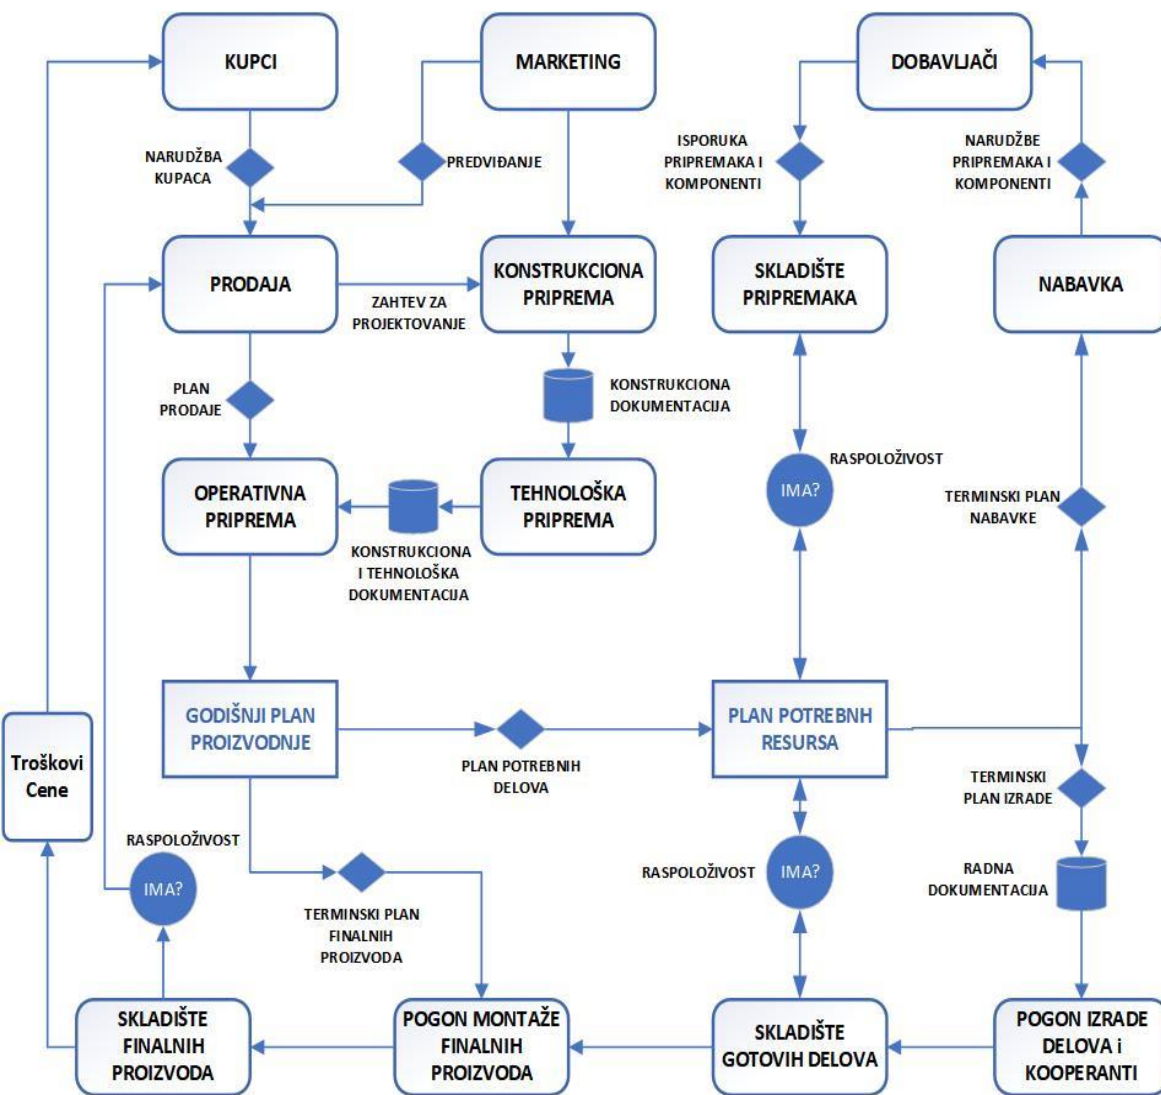 KUPCI
MARKETING
DOBAVLJAČI
NARUDŽBA
KUPACA
PREDVIĐANJE
ISPORUKA
PRIPREMAKA I
KOMPONENTI
NARUDŽBE
PRIPREMAKA I
KOMPONENTI
PRODAJA
ZAHTEV ZA
PROJEKTOVANJE
KONSTRUKCIONA
PRIPREMA
SKLADIŠTE
PRIPREMAKA
NABAVKA
PLAN
PRODAJE
KONSTRUKCIONA
DOKUMENTACIJA
OPERATIVNA
PRIPREMA
KONSTRUKCIONA
I TEHNOLOŠKA
DOKUMENTACIJA
TEHNOLOŠKA
PRIPREMA
RASPOLOŽIVOST
IMA?
TERMINSKI PLAN
NABAVKE
GODIŠNJI PLAN
PROIZVODNJE
PLAN POTREBNIH
DELOVA
PLAN POTREBNH
RESURSA
Troškovi
Cene
TERMINSKI
PLAN IZRADE
RASPOLOŽIVOST
IMA?
TERMINSKI PLAN
FINALNIH
PROIZVODA
RASPOLOŽIVOST
IMA?
RADNA
DOKUMENTACIJA
SKLADIŠTE
FINALNIH
PROIZVODA
POGON MONTAŽE
FINALNIH
PROIZVODA
SKLADIŠTE
GOTOVIH DELOVA
POGON IZRADE
DELOVA i
KOOPERANTI